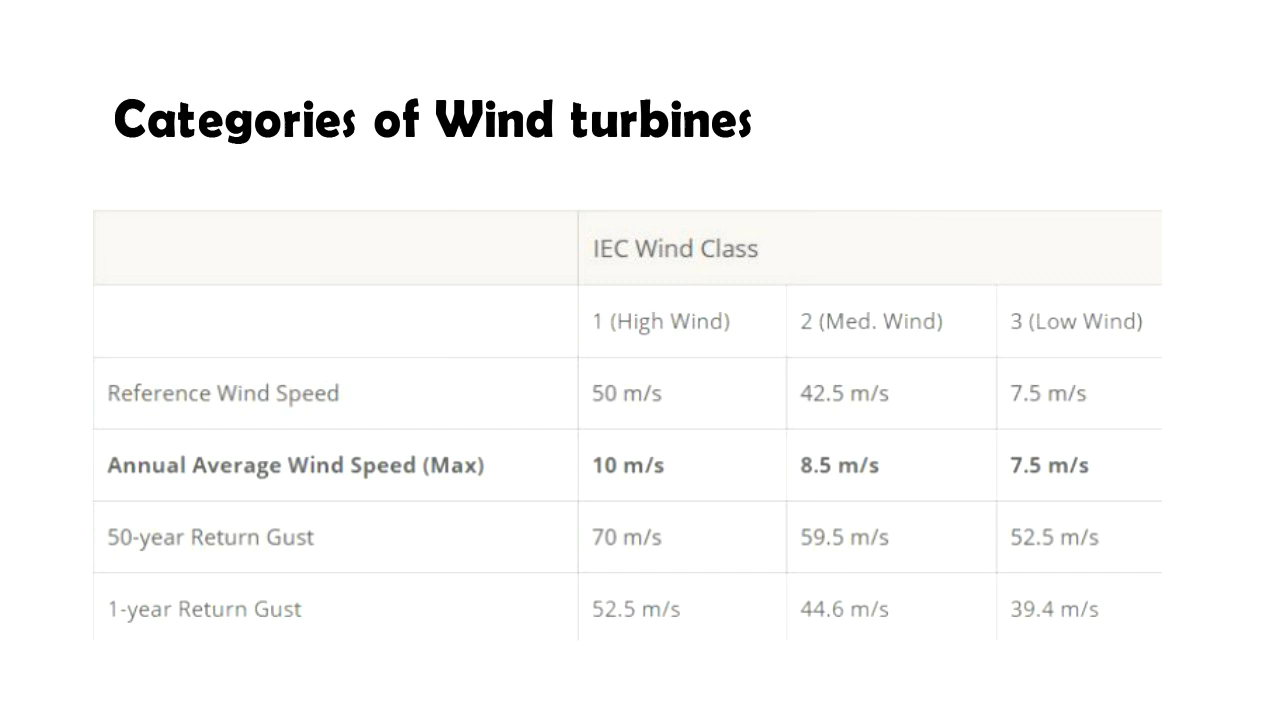 Categories of Wind turbines
IEC Wind Class
1 (High Wind) 2 (Med. Wind) 3 (Low Wind)
Reference Wind Speed 50 m/s 42.5 m/s 7.5 m/s
Annual Average Wind Speed (Max) 10 m/s 8.5 m/s 7.5 m/s
50-year Return Gust 70 m/s 59.5 m/s 52.5 m/s
1-year Return Gust 52.5 m/s 44.6 m/s 39.4 m/s